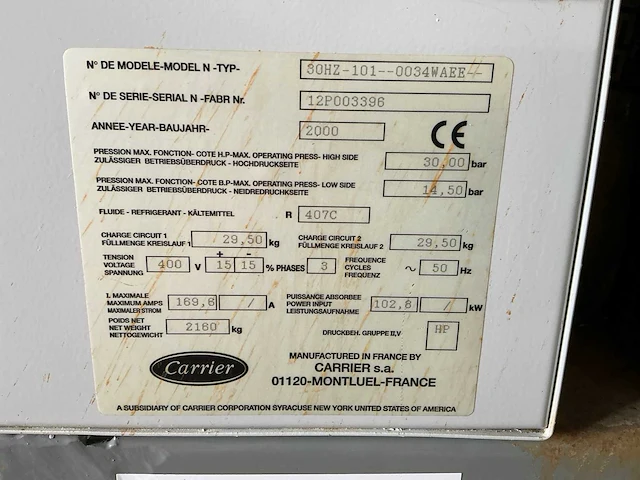 N° DE MODELE-MODEL N -TYP- 30HZ-101--0034WAEE--
N° DE SERIE-SERIAL N -FABR Nr. 12P003396
ANNEE-YEAR-BAUJAHR- 2000 CE
PRESSION MAX. FONCTION- COTE H.P-MAX. OPERATING PRESS- HIGH SIDE
ZULÄSSIGER BETRIEBSÜBERDRUCK - HOCHDRUCKSEITE 30,00 bar
PRESSION MAX. FONCTION- COTE B.P-MAX. OPERATING PRESS- LOW SIDE
ZULÄSSIGER BETRIEBSÜBERDRUCK - NEIDREDRUCKSEITE 14,50 bar
FLUIDE - REFRIGERANT - KÄLTEMITTEL R 407C
CHARGE CIRCUIT 1
FÜLLMENGE KREISLAUF 1 29,50 kg
CHARGE CIRCUIT 2
FÜLLMENGE KREISLAUF 2 29,50 kg
TENSION
VOLTAGE
SPANNUNG 400 V + 15 - 15 % PHASES 3
FREQUENCE
CYCLES
FREQUENZ ~ 50 Hz
I. MAXIMALE
MAXIMUM AMPS
MAXIMALER STROM 169,6 / A
PUISSANCE ABSORBEE
POWER INPUT
LEISTUNGSAUFNAHME 102,8 / kW
POIDS NET
NET WEIGHT
NETTOGEWICHT 2180 kg
DRUCKBEH. GRUPPE II,V HP
Carrier
MANUFACTURED IN FRANCE BY
CARRIER s.a.
01120-MONTLUEL-FRANCE
A SUBSIDIARY OF CARRIER CORPORATION SYRACUSE NEW YORK UNITED STATES OF AMERICA